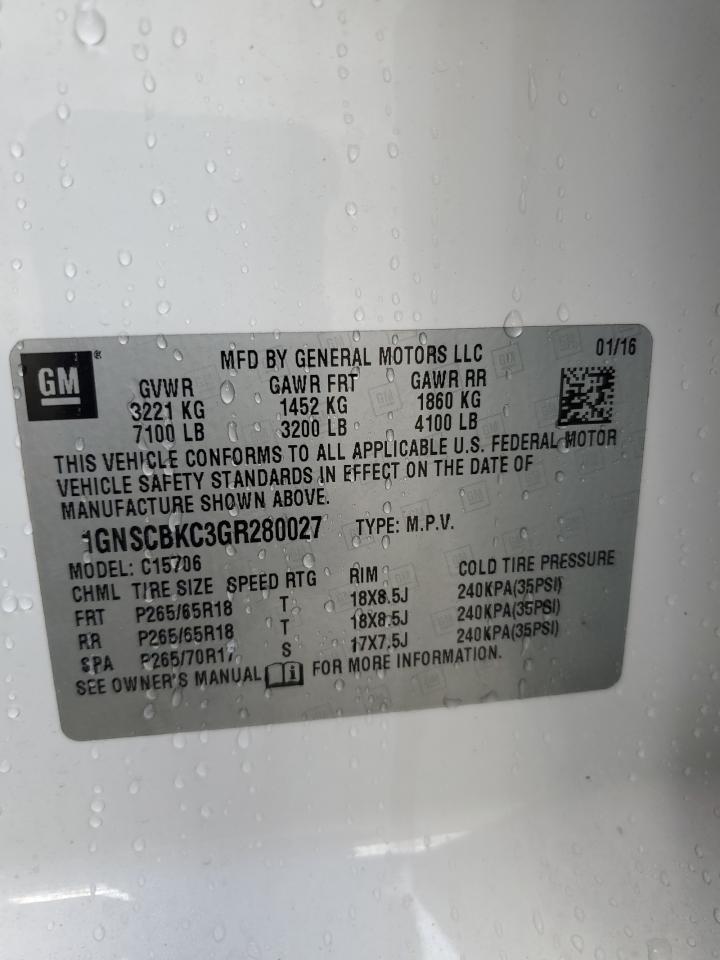 GM ® MFD BY GENERAL MOTORS LLC 01/16
GVWR GAWR FRT GAWR RR
3221 KG 1452 KG 1860 KG
7100 LB 3200 LB 4100 LB
THIS VEHICLE CONFORMS TO ALL APPLICABLE U.S. FEDERAL MOTOR
VEHICLE SAFETY STANDARDS IN EFFECT ON THE DATE OF
MANUFACTURE SHOWN ABOVE.
1GNSCBKC3GR280027 TYPE: M.P.V.
MODEL: C15706
CHML TIRE SIZE SPEED RTG RIM COLD TIRE PRESSURE
FRT P265/65R18 T 18X8.5J 240KPA(35PSI)
RR P265/65R18 T 18X8.5J 240KPA(35PSI)
SPA P265/70R17 S 17X7.5J 240KPA(35PSI)
SEE OWNER'S MANUAL FOR MORE INFORMATION.